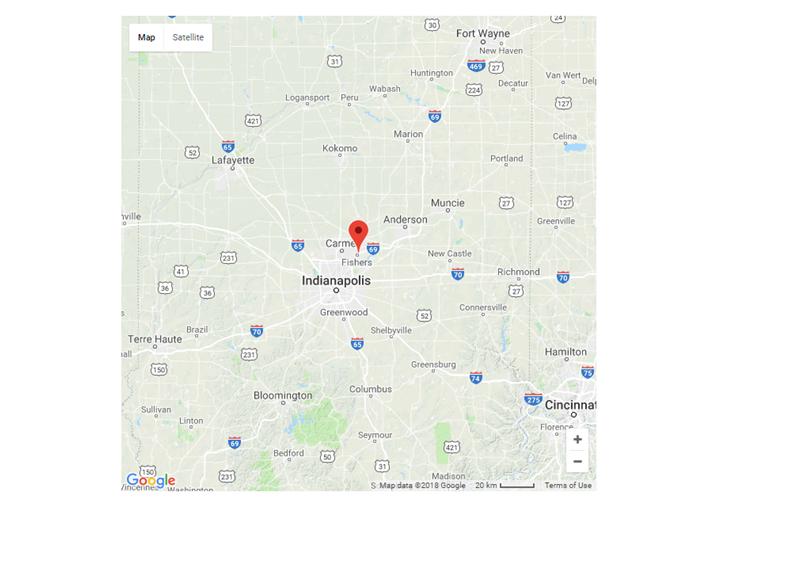 Map Satellite
30
24
Fort Wayne
New Haven
31
469
27
Van Wert
Huntington
Decatur
Wabash
224
Logansport
Peru
127
69
421
Marion
Celina
65
Kokomo
52
Lafayette
Portland
Muncie
27
127
Anderson
Greenville
Carme
65
69
New Castle
231
Fishers
41
Richmond
70
70
Indianapolis
36
36
27
Connersville
Greenwood
52
70
Shelbyville
Brazil
Terre Haute
65
231
Hamilton
Greensburg
150
75
74
Columbus
Bloomington
275
Cincinnat
Sullivan
Linton
Florence
Seymour
69
421
Bedford
50
31
150
231
Madison
+
−
Google
Washington
Map data ©2018 Google 20 km Terms of Use